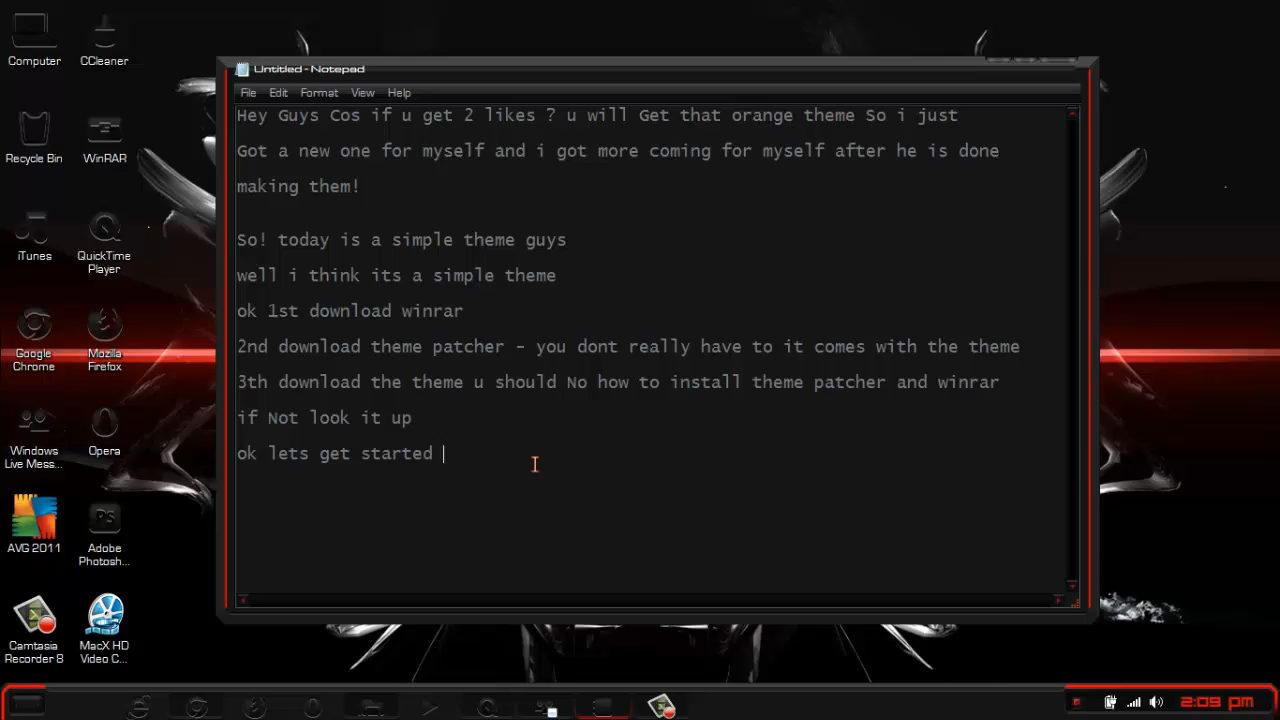 Computer
CCleaner
Recycle Bin
WinRAR
iTunes
QuickTime
Player
Google
Chrome
Mozilla
Firefox
Windows
Live Mess...
Opera
AVG 2011
Adobe
Photosh...
Camtasia
Recorder 8
MacX HD
Video C...
Untitled - Notepad
File Edit Format View Help
Hey Guys Cos if u get 2 likes ? u will Get that orange theme So i just
Got a new one for myself and i got more coming for myself after he is done
making them!
So! today is a simple theme guys
well i think its a simple theme
ok 1st download winrar
2nd download theme patcher - you dont really have to it comes with the theme
3th download the theme u should No how to install theme patcher and winrar
if Not look it up
ok lets get started
PS
2:09 pm